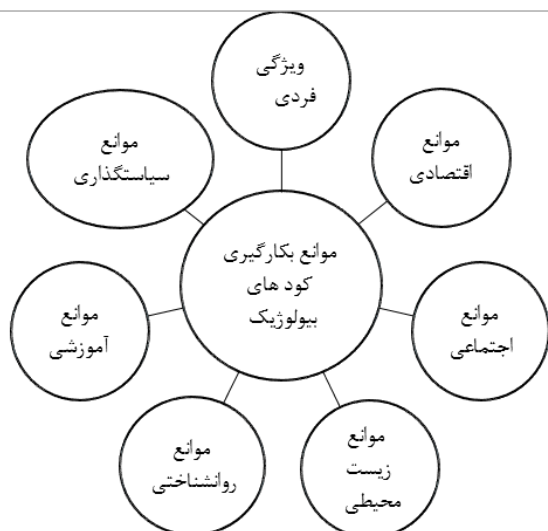 ویژگی
فردی
موانع
اقتصادی
موانع
اجتماعی
موانع
زیست
محیطی
موانع
روانشناختی
موانع
آموزشی
موانع
سیاستگذاری
موانع بکارگیری
کود های
بیولوژیک